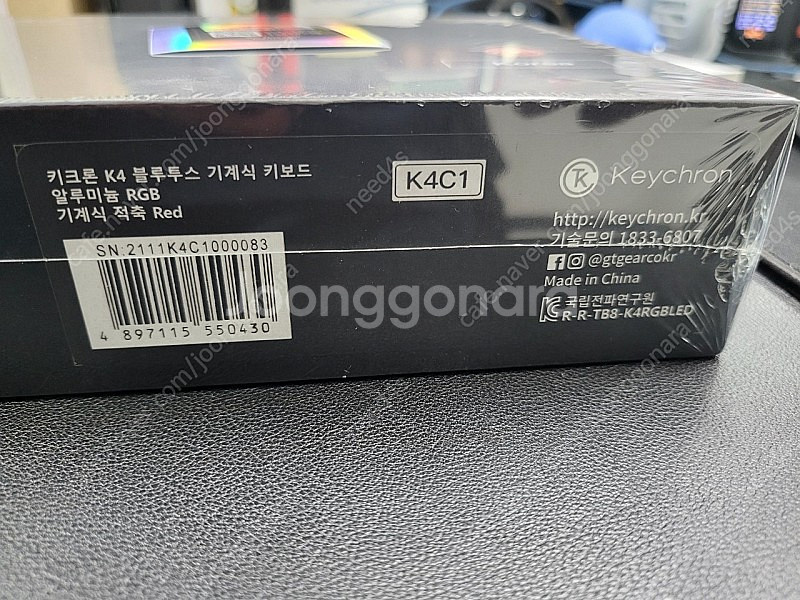 키크론 K4 블루투스 기계식 키보드
알루미늄 RGB
기계식 적축 Red
K4C1
Keychron
http://keychron.kr
기술문의 1833-6807
@gtgearcokr
Made in China
국립전파연구원
R-R-TB8-K4RGBLED
SN:2111K4C1000083
4 897115 550430
Joonggonara